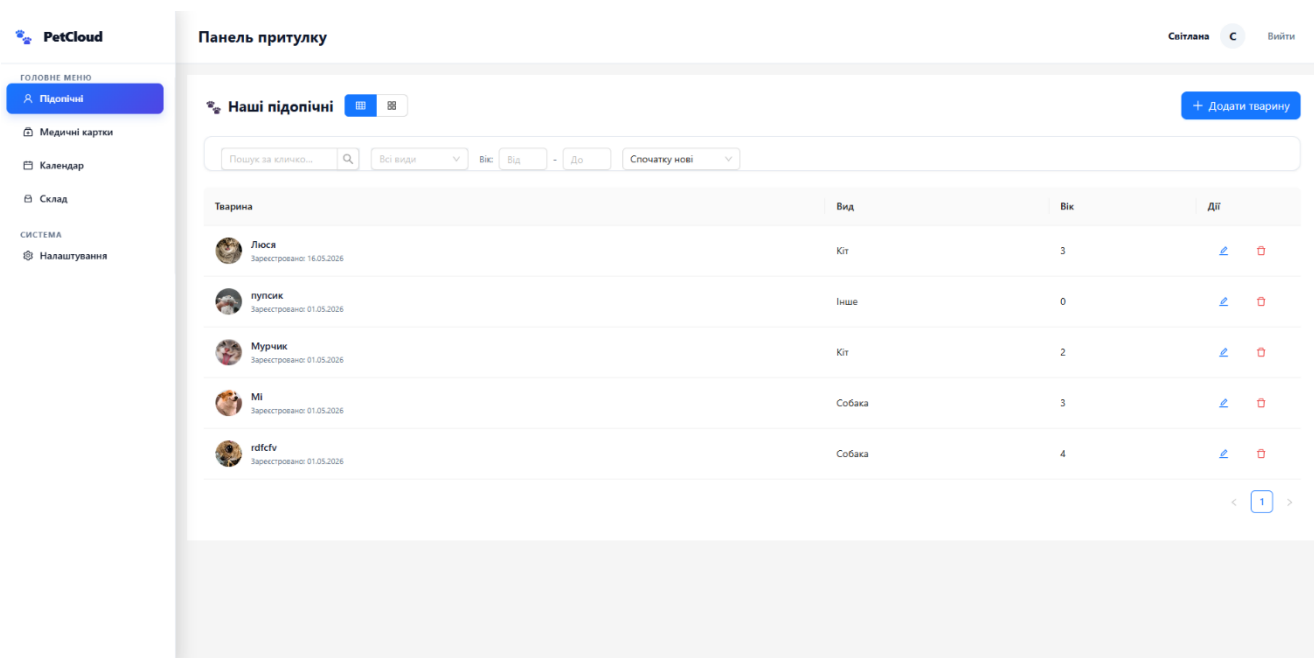 PetCloud
Панель притулку
Світлана С Вийти
ГОЛОВНЕ МЕНЮ
Підопічні
Медичні картки
Календар
Склад
СИСТЕМА
Налаштування
Наші підопічні
+ Додати тварину
Пошук за кличко... Всі види Вік: Від - До Спочатку нові
Тварина Вид Вік Дії
Люся Кіт 3
Зареєстровано: 16.05.2026
пупсик Інше 0
Зареєстровано: 01.05.2026
Мурчик Кіт 2
Зареєстровано: 01.05.2026
Мі Собака 3
Зареєстровано: 01.05.2026
rdfcfv Собака 4
Зареєстровано: 01.05.2026
< 1 >